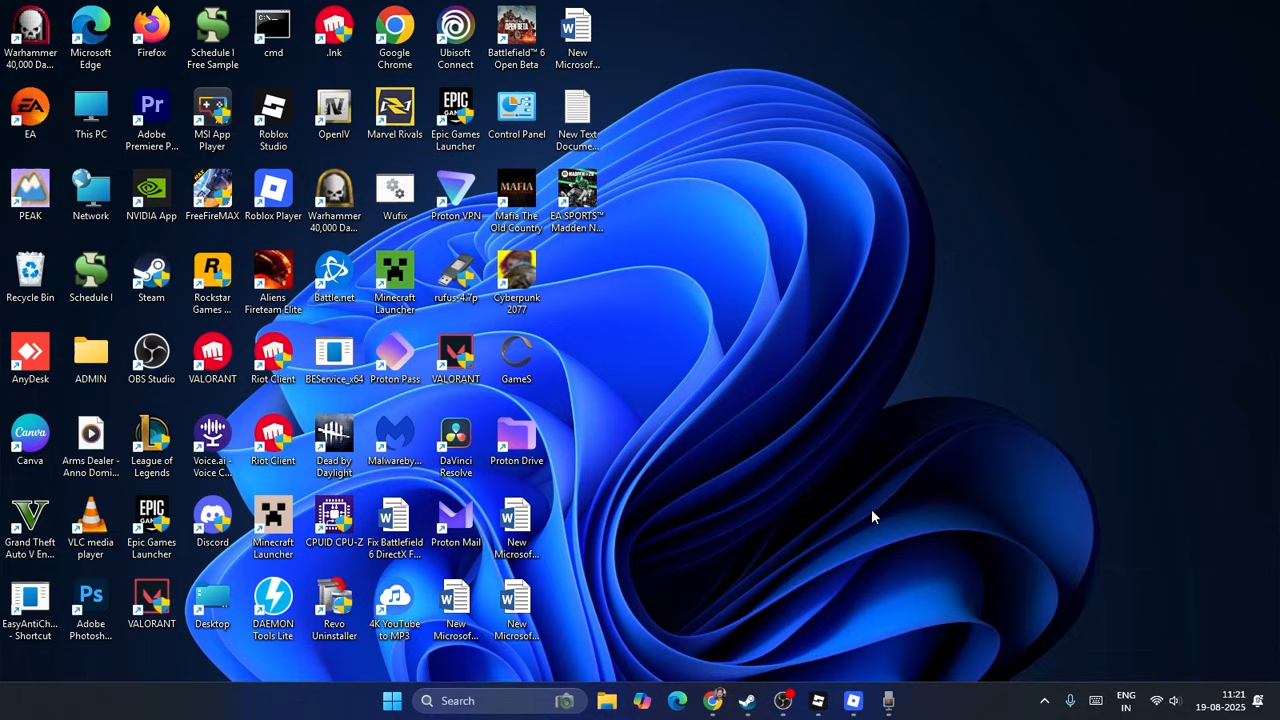 Warhammer
40,000 Da...
Microsoft
Edge
Firefox
Schedule I
Free Sample
cmd
.lnk
Google
Chrome
Ubisoft
Connect
Battlefield™ 6
Open Beta
New
Microsof...
EA
This PC
Adobe
Premiere P...
MSI App
Player
Roblox
Studio
OpenIV
Marvel Rivals
Epic Games
Launcher
Control Panel
New Text
Docume...
PEAK
Network
NVIDIA App
FreeFireMAX
Roblox Player
Warhammer
40,000 Da...
Wufix
Proton VPN
Mafia The
Old Country
EA SPORTS™
Madden N...
Recycle Bin
Schedule I
Steam
Rockstar
Games ...
Aliens
Fireteam Elite
Battle.net
Minecraft
Launcher
rufus-4.7p
Cyberpunk
2077
AnyDesk
ADMIN
OBS Studio
VALORANT
Riot Client
BEService_x64
Proton Pass
VALORANT
GameS
Canva
Arms Dealer -
Anno Domi...
League of
Legends
Voice.ai -
Voice C...
Riot Client
Dead by
Daylight
Malwareby...
DaVinci
Resolve
Proton Drive
Grand Theft
Auto V En...
VLC media
player
Epic Games
Launcher
Discord
Minecraft
Launcher
CPUID CPU-Z
Fix Battlefield
6 DirectX F...
Proton Mail
New
Microsof...
EasyAntiCh...
- Shortcut
Adobe
Photosh...
VALORANT
Desktop
DAEMON
Tools Lite
Revo
Uninstaller
4K YouTube
to MP3
New
Microsof...
New
Microsof...
Search
ENG
IN
11:21
19-08-2025